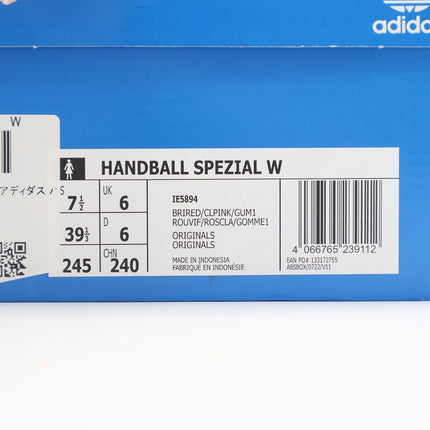 adidas
W
アディダス
HANDBALL SPEZIAL W
S
7½
UK
6
39⅓
D
6
245
CHN
240
IE5894
BRIRED/CLPINK/GUM1
ROUVIF/ROSCLA/GOMME1
ORIGINALS
ORIGINALS
MADE IN INDONESIA
FABRIQUÉ EN INDONÉSIE
4 066765 239112
EAN PO# 133172755
ABSBOX/0722/V11